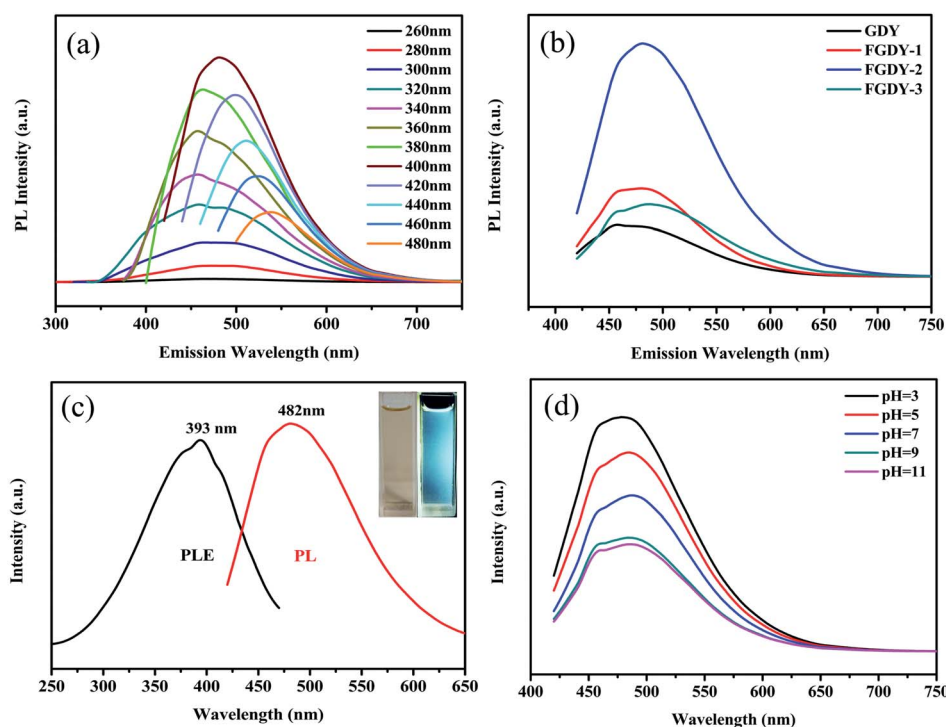 (a)
260nm
280nm
300nm
320nm
340nm
360nm
380nm
400nm
420nm
440nm
460nm
480nm
PL Intensity (a.u.)
300 400 500 600 700
Emission Wavelength (nm)
(b)
GDY
FGDY-1
FGDY-2
FGDY-3
PL Intensity (a.u.)
400 450 500 550 600 650 700 750
Emission Wavelength (nm)
(c)
393 nm
482nm
PLE
PL
Intensity (a.u.)
250 300 350 400 450 500 550 600 650
Wavelength (nm)
(d)
pH=3
pH=5
pH=7
pH=9
pH=11
Intensity (a.u.)
400 450 500 550 600 650 700 750
Wavelength (nm)